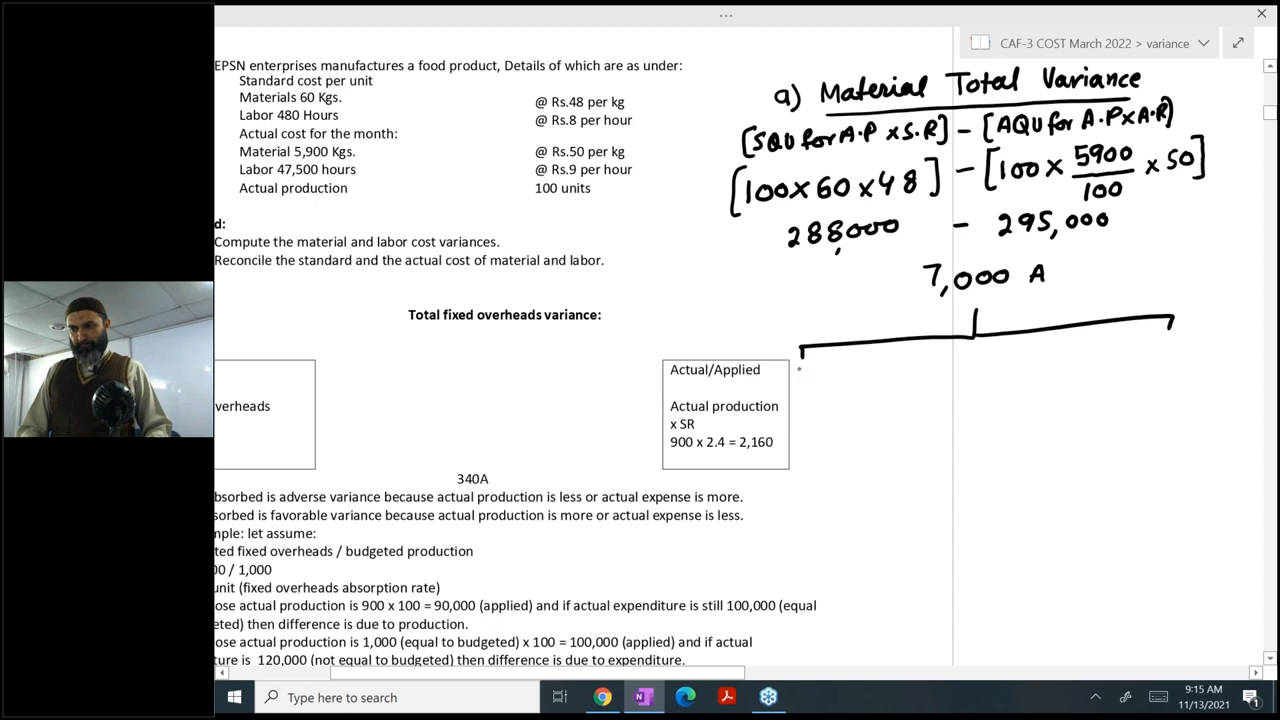 CAF-3 COST March 2022 > variance
EPSN enterprises manufactures a food product, Details of which are as under:
Standard cost per unit
Materials 60 Kgs. @ Rs.48 per kg
Labor 480 Hours @ Rs.8 per hour
Actual cost for the month:
Material 5,900 Kgs. @ Rs.50 per kg
Labor 47,500 hours @ Rs.9 per hour
Actual production 100 units
d:
Compute the material and labor cost variances.
Reconcile the standard and the actual cost of material and labor.
Total fixed overheads variance:
verheads
Actual/Applied
Actual production
x SR
900 x 2.4 = 2,160
340A
bsorbed is adverse variance because actual production is less or actual expense is more.
sorbed is favorable variance because actual production is more or actual expense is less.
mple: let assume:
ted fixed overheads / budgeted production
00 / 1,000
unit (fixed overheads absorption rate)
ose actual production is 900 x 100 = 90,000 (applied) and if actual expenditure is still 100,000 (equal
eted) then difference is due to production.
ose actual production is 1,000 (equal to budgeted) x 100 = 100,000 (applied) and if actual
ture is 120,000 (not equal to budgeted) then difference is due to expenditure.
a) Material Total Variance
[SQU for A.P x S.R] - [AQU for A.P x A.R)
[100 x 60 x 48] - [100 x 5900/100 x 50]
288,000 - 295,000
7,000 A
Type here to search
9:15 AM
11/13/2021
1